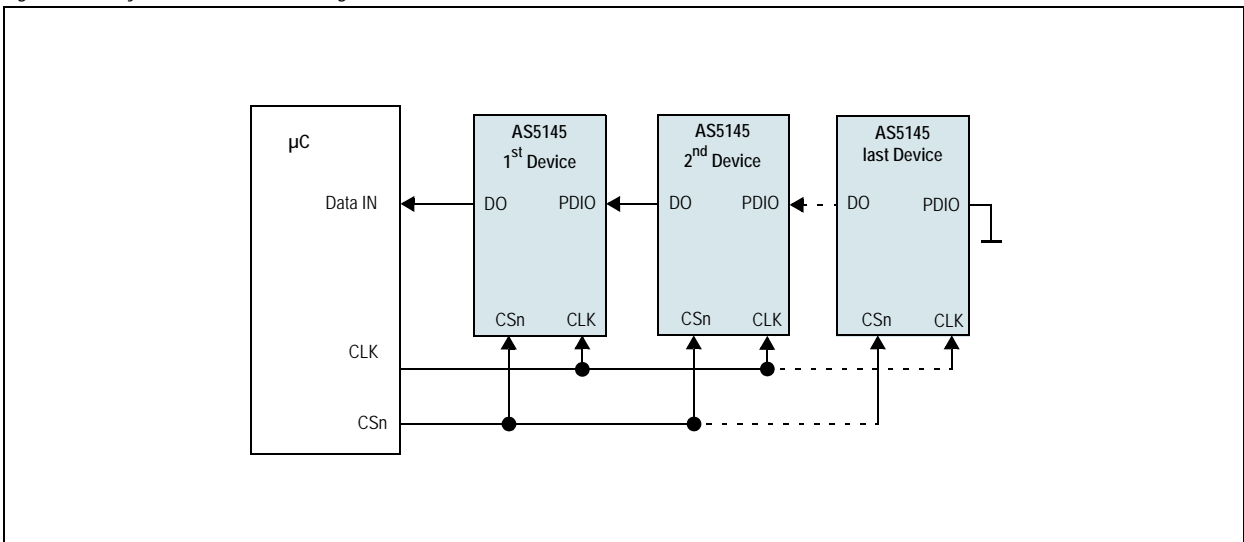 µC
AS5145
1st Device
AS5145
2nd Device
AS5145
last Device
Data IN
DO
PDIO
DO
PDIO
DO
PDIO
CSn
CLK
CSn
CLK
CSn
CLK
CLK
CSn